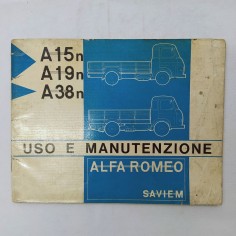 A15n
A19n
A38n
USO E MANUTENZIONE
ALFA ROMEO
SAVIEM